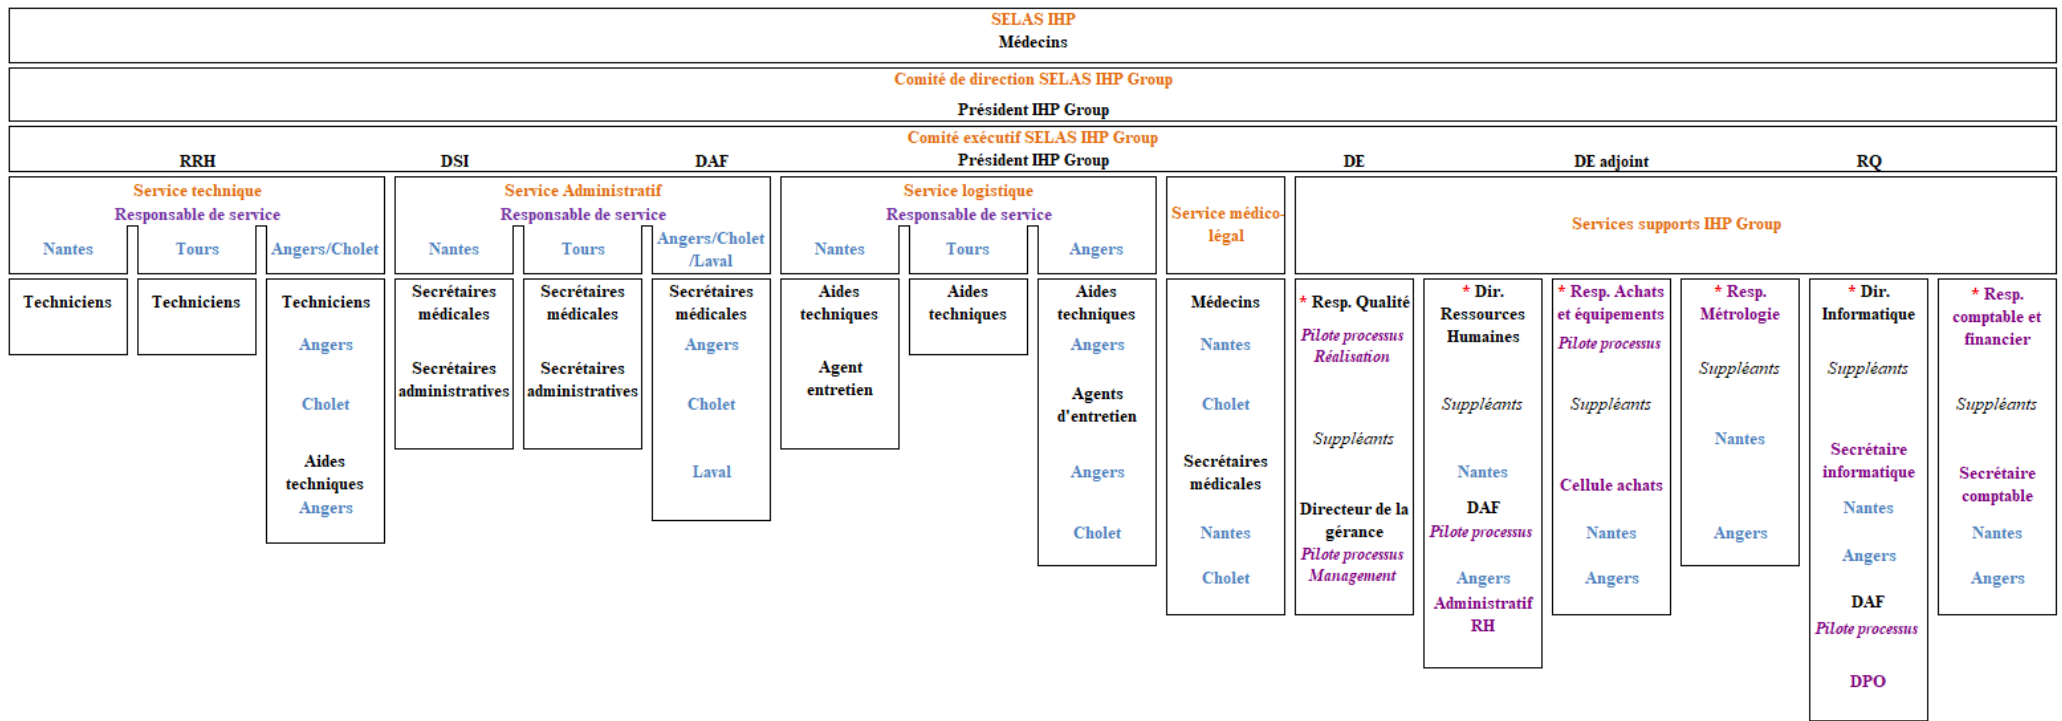 SELAS IHP
Médecins
Comité de direction SELAS IHP Group
Président IHP Group
Comité exécutif SELAS IHP Group
RRH DSI DAF Président IHP Group DE DE adjoint RQ
Service technique
Responsable de service
Nantes Tours Angers/Cholet
Service Administratif
Responsable de service
Nantes Tours Angers/Cholet
/Laval
Service logistique
Responsable de service
Nantes Tours Angers
Service médico-
légal
Services supports IHP Group
Techniciens
Techniciens
Techniciens
Angers
Cholet
Aides
techniques
Angers
Secrétaires
médicales
Secrétaires
administratives
Secrétaires
médicales
Secrétaires
administratives
Secrétaires
médicales
Angers
Cholet
Laval
Aides
techniques
Agent
entretien
Aides
techniques
Aides
techniques
Angers
Agents
d'entretien
Angers
Cholet
Médecins
Nantes
Cholet
Secrétaires
médicales
Nantes
Cholet
* Resp. Qualité
Pilote processus
Réalisation
Suppléants
Directeur de la
gérance
Pilote processus
Management
* Dir.
Ressources
Humaines
Suppléants
Nantes
DAF
Pilote processus
Angers
Administratif
RH
* Resp. Achats
et équipements
Pilote processus
Suppléants
Cellule achats
Nantes
Angers
* Resp.
Métrologie
Suppléants
Nantes
Angers
* Dir.
Informatique
Suppléants
Secrétaire
informatique
Nantes
Angers
DAF
Pilote processus
DPO
* Resp.
comptable et
financier
Suppléants
Secrétaire
comptable
Nantes
Angers